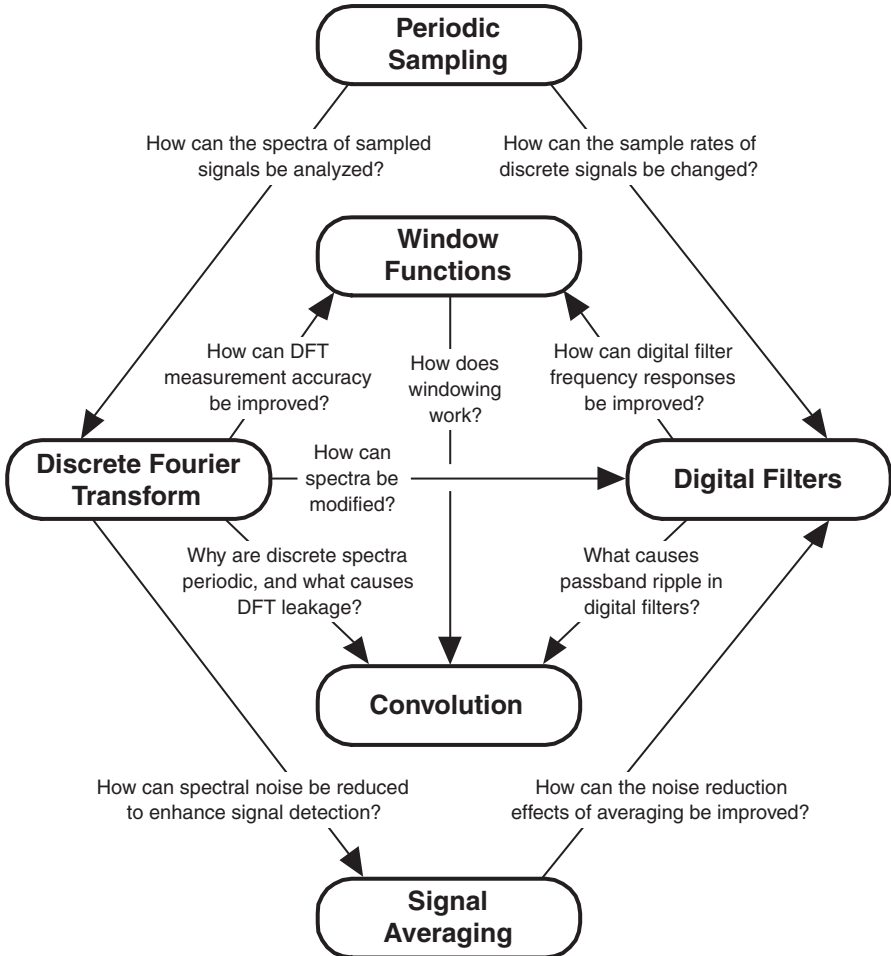 Periodic
Sampling
How can the spectra of sampled
signals be analyzed?
How can the sample rates of
discrete signals be changed?
Window
Functions
How can DFT
measurement accuracy
be improved?
How does
windowing
work?
How can digital filter
frequency responses
be improved?
Discrete Fourier
Transform
How can
spectra be
modified?
Digital Filters
Why are discrete spectra
periodic, and what causes
DFT leakage?
What causes
passband ripple in
digital filters?
Convolution
How can spectral noise be reduced
to enhance signal detection?
How can the noise reduction
effects of averaging be improved?
Signal
Averaging